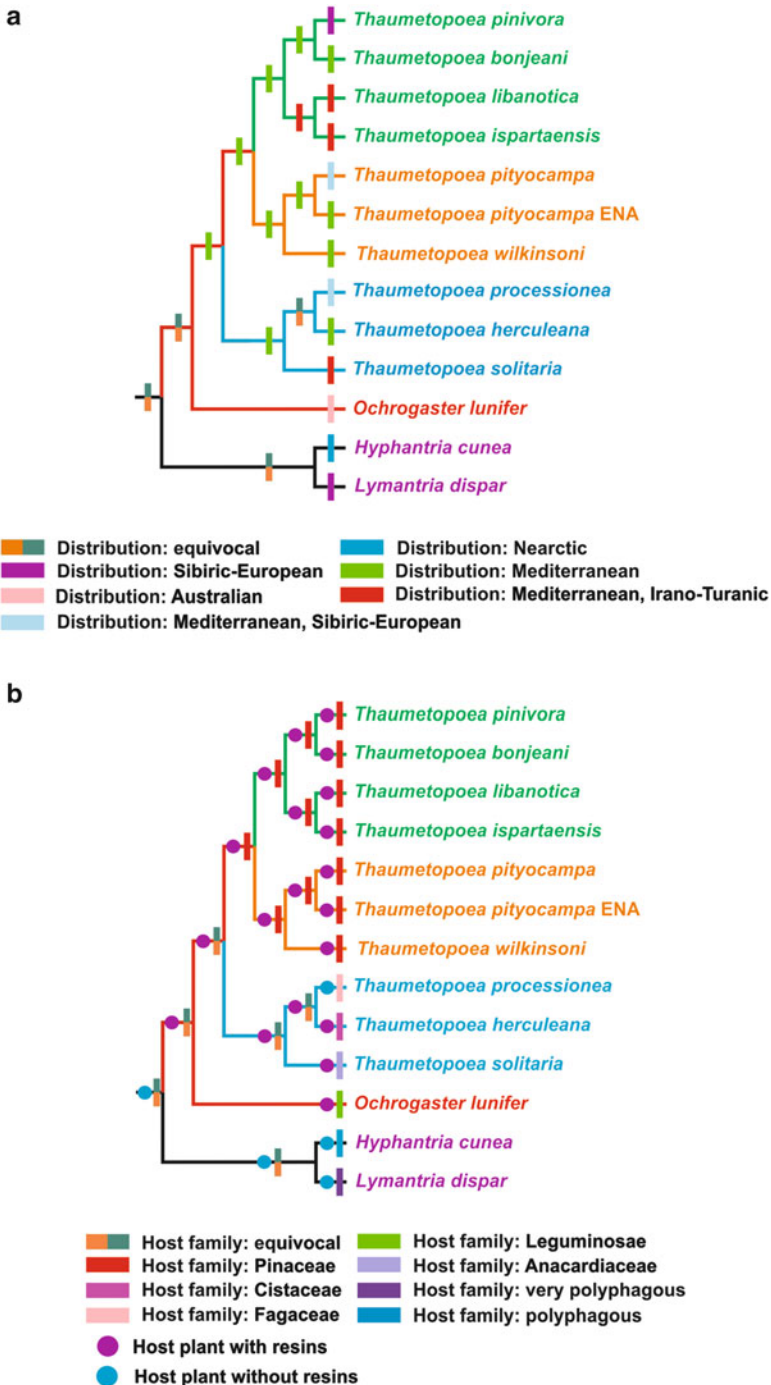 a
Thaumetopoea pinivora
Thaumetopoea bonjeani
Thaumetopoea libanotica
Thaumetopoea ispartaensis
Thaumetopoea pityocampa
Thaumetopoea pityocampa ENA
Thaumetopoea wilkinsoni
Thaumetopoea processionea
Thaumetopoea herculeana
Thaumetopoea solitaria
Ochrogaster lunifer
Hyphantria cunea
Lymantria dispar
Distribution: equivocal
Distribution: Sibiric-European
Distribution: Australian
Distribution: Mediterranean, Sibiric-European
Distribution: Nearctic
Distribution: Mediterranean
Distribution: Mediterranean, Irano-Turanic
b
Thaumetopoea pinivora
Thaumetopoea bonjeani
Thaumetopoea libanotica
Thaumetopoea ispartaensis
Thaumetopoea pityocampa
Thaumetopoea pityocampa ENA
Thaumetopoea wilkinsoni
Thaumetopoea processionea
Thaumetopoea herculeana
Thaumetopoea solitaria
Ochrogaster lunifer
Hyphantria cunea
Lymantria dispar
Host family: equivocal
Host family: Pinaceae
Host family: Cistaceae
Host family: Fagaceae
Host family: Leguminosae
Host family: Anacardiaceae
Host family: very polyphagous
Host family: polyphagous
Host plant with resins
Host plant without resins